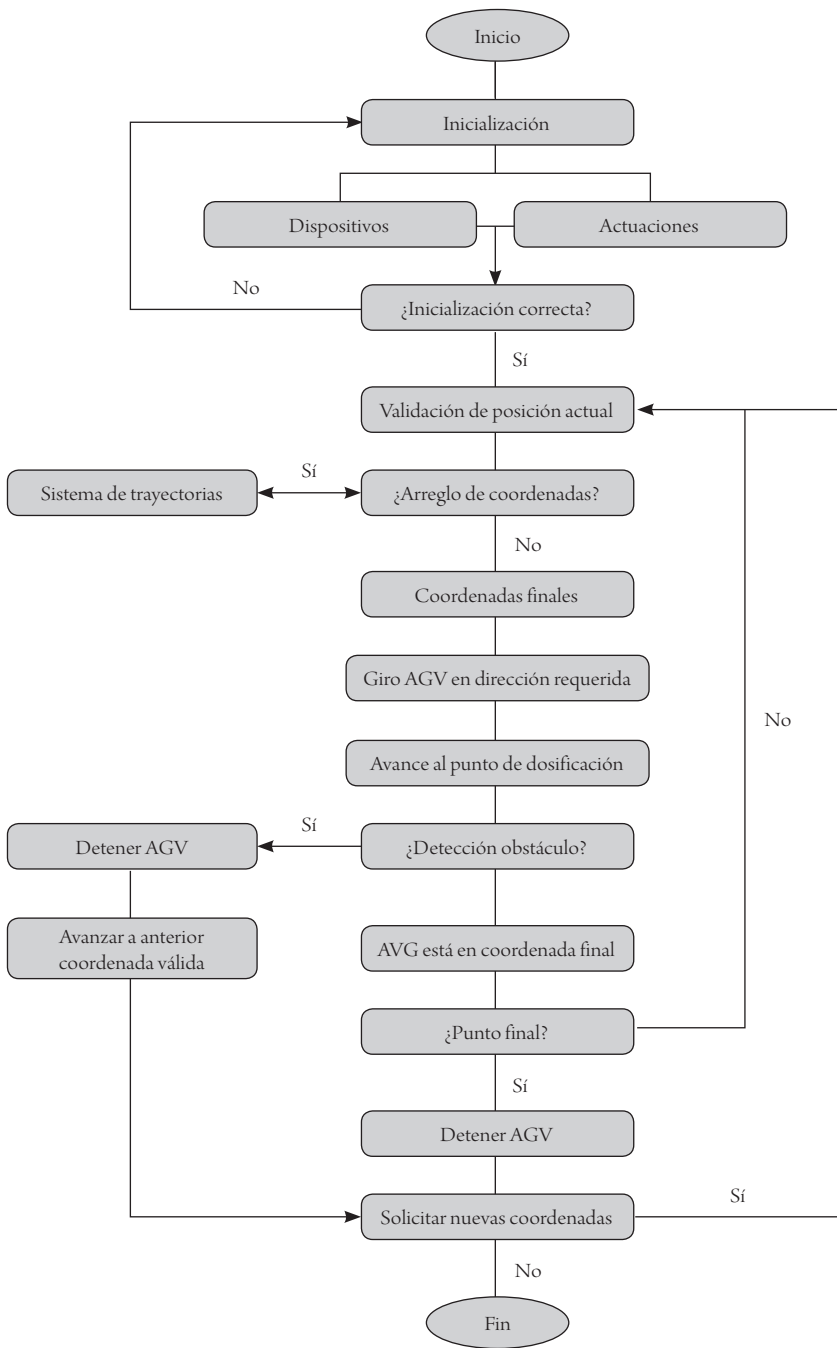 Inicio
Inicialización
Dispositivos
Actuaciones
No
¿Inicialización correcta?
Sí
Validación de posición actual
Sí
Sistema de trayectorias
¿Arreglo de coordenadas?
No
Coordenadas finales
Giro AGV en dirección requerida
No
Avance al punto de dosificación
Sí
Detener AGV
¿Detección obstáculo?
Avanzar a anterior
coordenada válida
AVG está en coordenada final
¿Punto final?
Sí
Detener AGV
Sí
Solicitar nuevas coordenadas
No
Fin